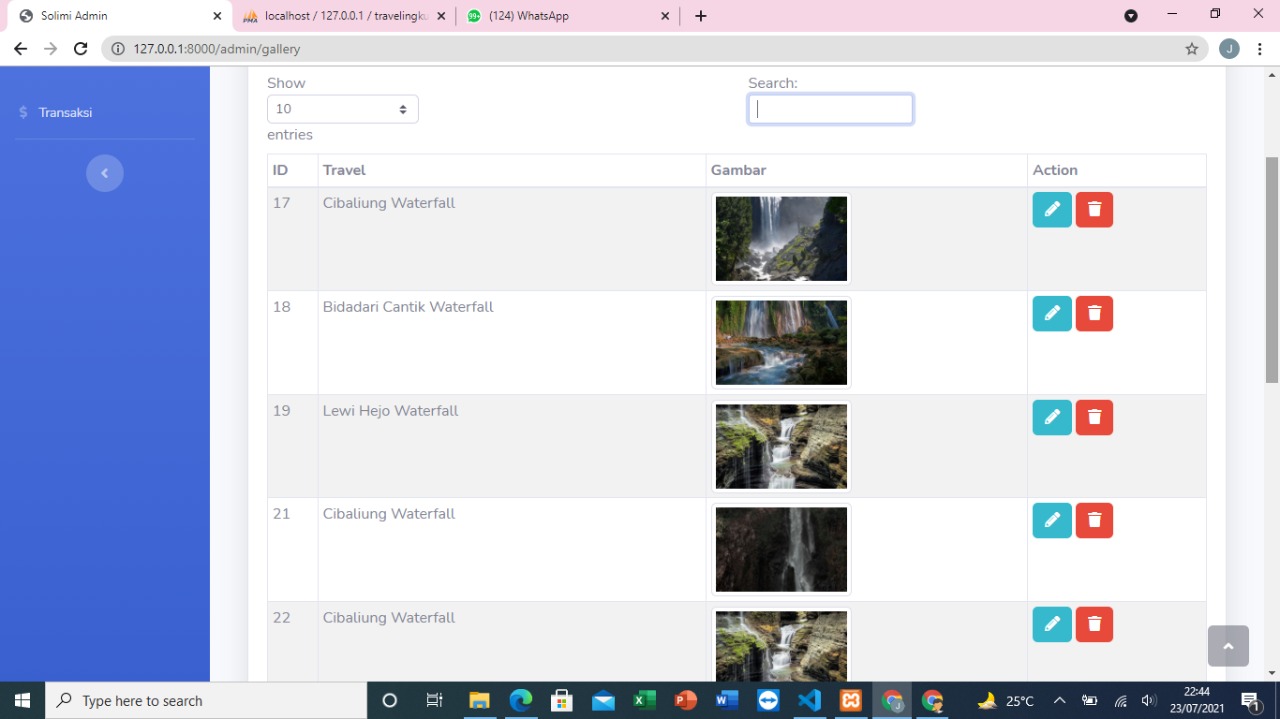 Solimi Admin
localhost / 127.0.0.1 / travelingku
(124) WhatsApp
127.0.0.1:8000/admin/gallery
J
Show
Search:
$ Transaksi
10
entries
ID Travel Gambar Action
17 Cibaliung Waterfall
18 Bidadari Cantik Waterfall
19 Lewi Hejo Waterfall
21 Cibaliung Waterfall
22 Cibaliung Waterfall
Type here to search
25°C
22:44
23/07/2021